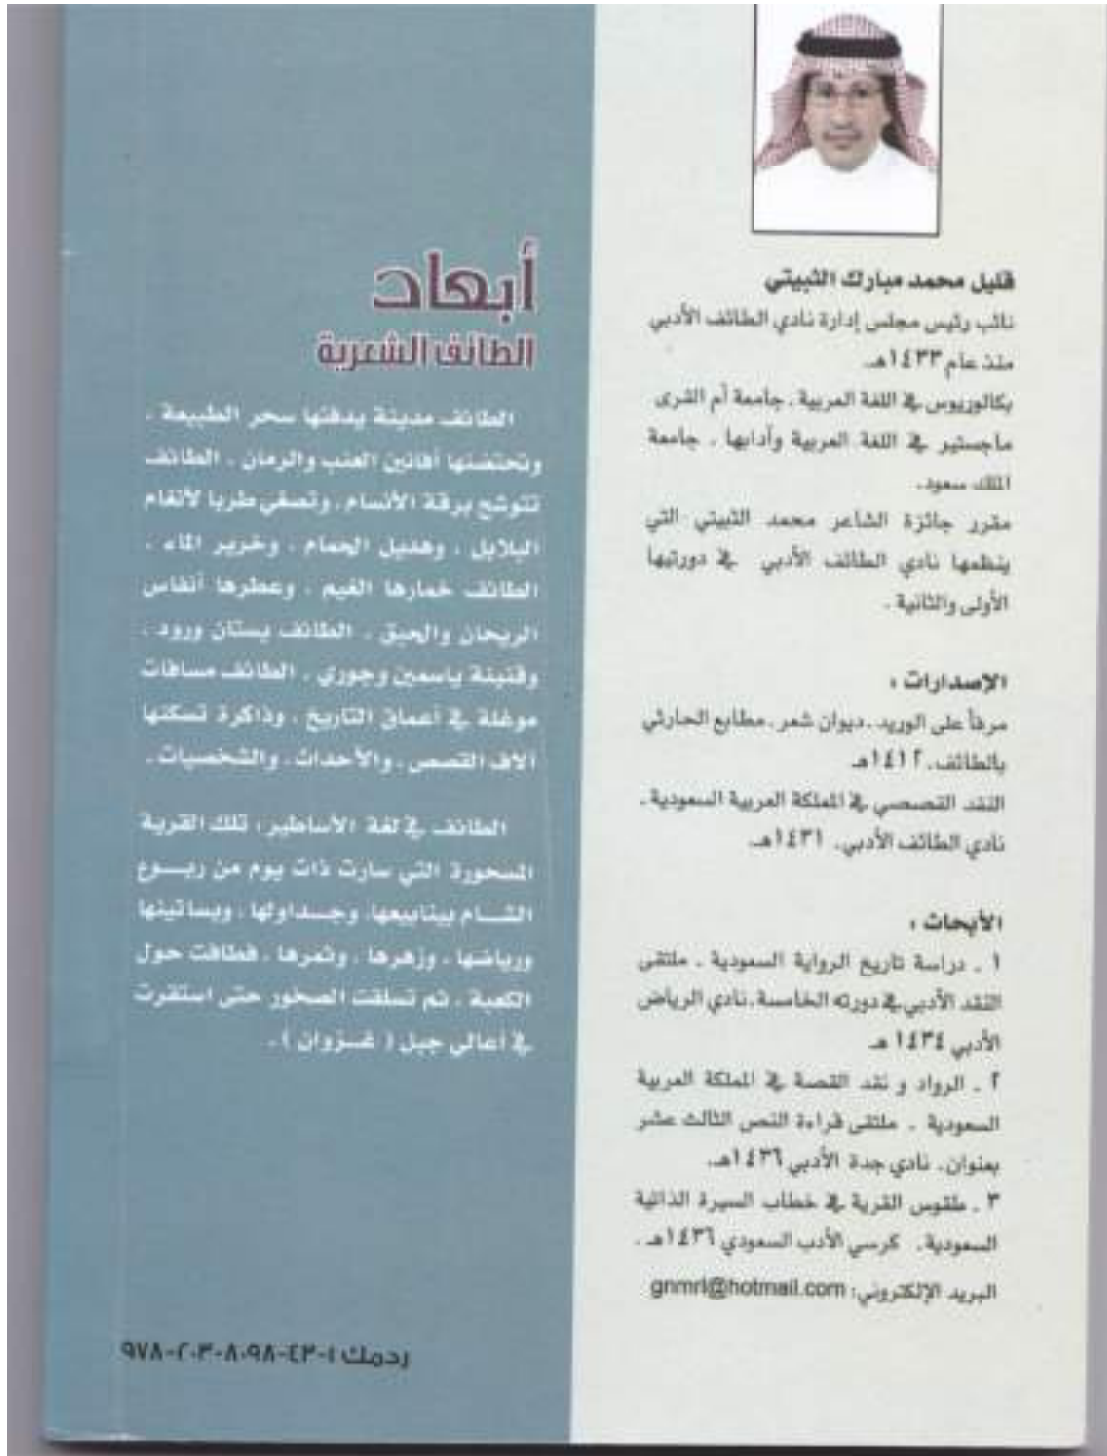 قليل محمد مبارك الثبيتي
نائب رئيس مجلس إدارة نادي الطائف الأدبي
منذ عام ١٤٣٣هـ.
بكالوريوس في اللغة العربية . جامعة أم القرى
ماجستير في اللغة العربية وأدابها ، جامعة
الملك سعود.
مقرر جائزة الشاعر محمد الثبيتي التي
ينظمها نادي الطائف الأدبي في دورتيها
الأولى والثانية .
الإصدارات :
مرفأ على الوريد . ديوان شعر . مطابع الحارثي
بالطائف. ١٤١٢هـ
النقد القصصي في المملكة العربية السعودية .
نادي الطائف الأدبي. ١٤٣١هـ.
الأبحاث :
١ . دراسة تاريخ الرواية السعودية . ملتقى
النقد الأدبي في دورته الخامسة. نادي الرياض
الأدبي ١٤٣٤ هـ
٢ . الرواد و نقد القصة في المملكة العربية
السعودية . ملتقى قراءة النص الثالث عشر
بعنوان. نادي جدة الأدبي ١٤٣٦هـ.
٣ . طقوس القرية في خطاب السيرة الذاتية
السعودية. كرسي الأدب السعودي ١٤٣٦هـ .
البريد الإلكتروني: gnmrl@hotmail.com
أبعاد
الطائف الشعرية
الطائف مدينة يدفنها سحر الطبيعة ،
وتحتضنها أفانين العنب والرمان . الطائف
تتوشح برقة الأنسام . وتصغي طربا لأنغام
البلابل ، وهديل الحمام ، وخرير الماء .
الطائف خمارها الغيم ، وعطرها أنفاس
الريحان والحبق . الطائف بستان ورود ،
وقنينة ياسمين وجوري . الطائف مسافات
موغلة في أعماق التاريخ ، وذاكرة تسكنها
آلاف القصص ، والأحداث ، والشخصيات .
الطائف في لغة الأساطير : تلك القرية
المسحورة التي سارت ذات يوم من ربوع
الشام بينابيعها، وجداولها ، وبساتينها
ورياضها ، وزهرها ، وثمرها ، فطافت حول
الكعبة ، ثم تسلقت الصخور حتى استقرت
في أعالي جبل ( غزوان ) .
ردمك ١-٤٣-٨٠٩٨-٦٠٣-٩٧٨